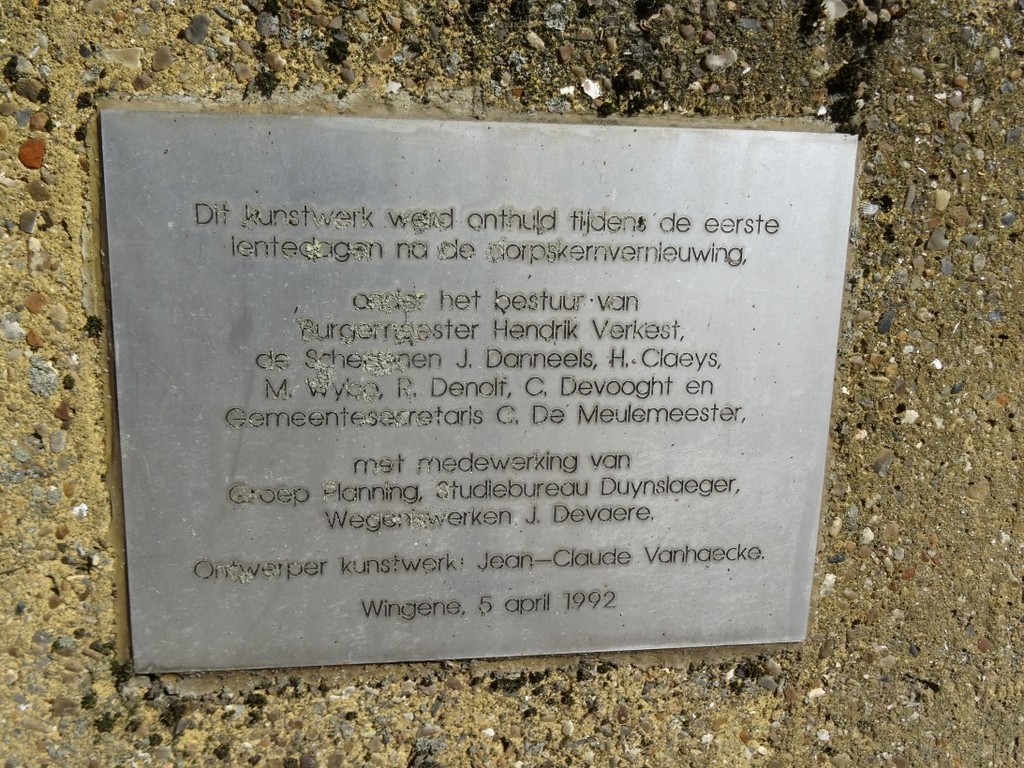 Dit kunstwerk werd onthuld tijdens de eerste
lentedagen na de dorpskernvernieuwing,
onder het bestuur van
Burgermeester Hendrik Verkest,
de Schepenen J. Danneels, H. Claeys,
M. Wybo, R. Denolf, C. Devooght en
Gemeentesecretaris C. De Meulemeester,
met medewerking van
Groep Planning, Studiebureau Duynslaeger,
Wegeniswerken J. Devaere.
Ontwerper kunstwerk: Jean-Claude Vanhaecke.
Wingene, 5 april 1992